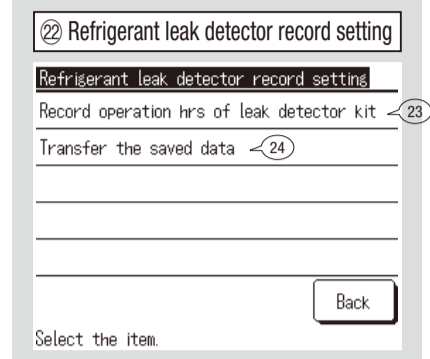 ㉒ Refrigerant leak detector record setting
Refrigerant leak detector record setting
Record operation hrs of leak detector kit 23
Transfer the saved data 24
Back
Select the item.